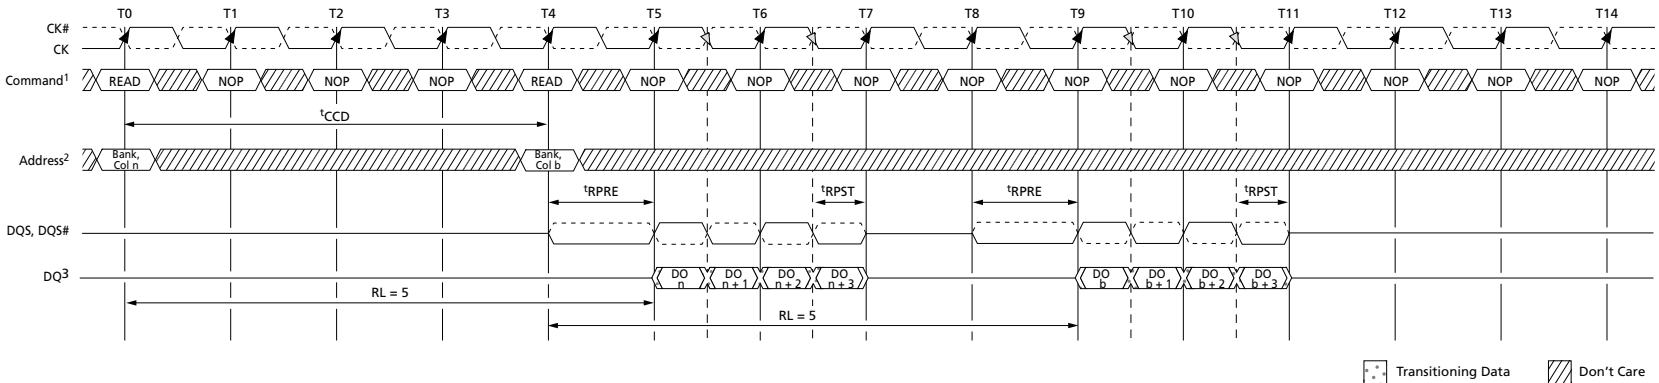 T0 T1 T2 T3 T4 T5 T6 T7 T8 T9 T10 T11 T12 T13 T14
CK#
CK
Command1 READ NOP NOP NOP READ NOP NOP NOP NOP NOP NOP NOP NOP NOP NOP
tCCD
Address2 Bank, Col n Bank, Col b
tRPRE tRPST tRPRE tRPST
DQS, DQS#
DQ3 DO n DO n + 1 DO n + 2 DO n + 3 DO b DO b + 1 DO b + 2 DO b + 3
RL = 5
RL = 5
Transitioning Data Don't Care